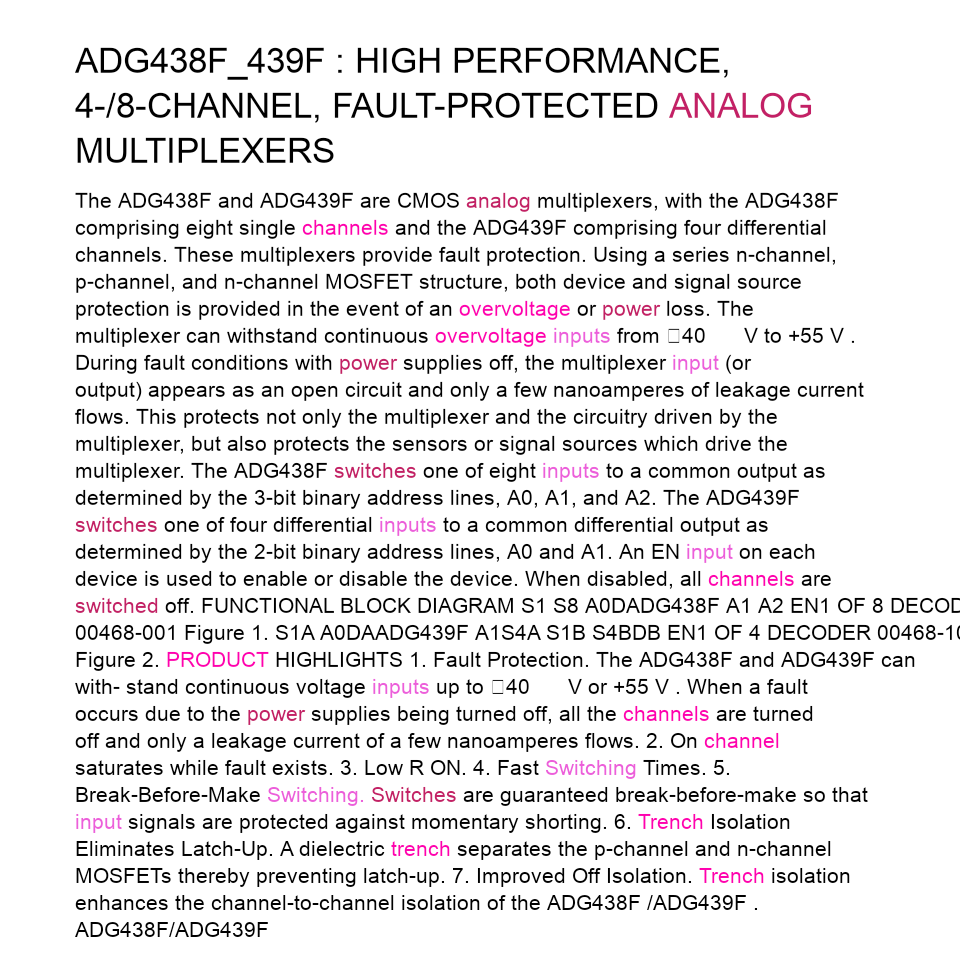 ADG438F_439F : HIGH PERFORMANCE,
4-/8-CHANNEL, FAULT-PROTECTED ANALOG
MULTIPLEXERS
The ADG438F and ADG439F are CMOS analog multiplexers, with the ADG438F
comprising eight single channels and the ADG439F comprising four differential
channels. These multiplexers provide fault protection. Using a series n-channel,
p-channel, and n-channel MOSFET structure, both device and signal source
protection is provided in the event of an overvoltage or power loss. The
multiplexer can withstand continuous overvoltage inputs from □40 V to +55 V .
During fault conditions with power supplies off, the multiplexer input (or
output) appears as an open circuit and only a few nanoamperes of leakage current
flows. This protects not only the multiplexer and the circuitry driven by the
multiplexer, but also protects the sensors or signal sources which drive the
multiplexer. The ADG438F switches one of eight inputs to a common output as
determined by the 3-bit binary address lines, A0, A1, and A2. The ADG439F
switches one of four differential inputs to a common differential output as
determined by the 2-bit binary address lines, A0 and A1. An EN input on each
device is used to enable or disable the device. When disabled, all channels are
switched off. FUNCTIONAL BLOCK DIAGRAM S1 S8 A0DADG438F A1 A2 EN1 OF 8 DECOD
00468-001 Figure 1. S1A A0DAADG439F A1S4A S1B S4BDB EN1 OF 4 DECODER 00468-10
Figure 2. PRODUCT HIGHLIGHTS 1. Fault Protection. The ADG438F and ADG439F can
with- stand continuous voltage inputs up to □40 V or +55 V . When a fault
occurs due to the power supplies being turned off, all the channels are turned
off and only a leakage current of a few nanoamperes flows. 2. On channel
saturates while fault exists. 3. Low R ON. 4. Fast Switching Times. 5.
Break-Before-Make Switching. Switches are guaranteed break-before-make so that
input signals are protected against momentary shorting. 6. Trench Isolation
Eliminates Latch-Up. A dielectric trench separates the p-channel and n-channel
MOSFETs thereby preventing latch-up. 7. Improved Off Isolation. Trench isolation
enhances the channel-to-channel isolation of the ADG438F /ADG439F .
ADG438F/ADG439F